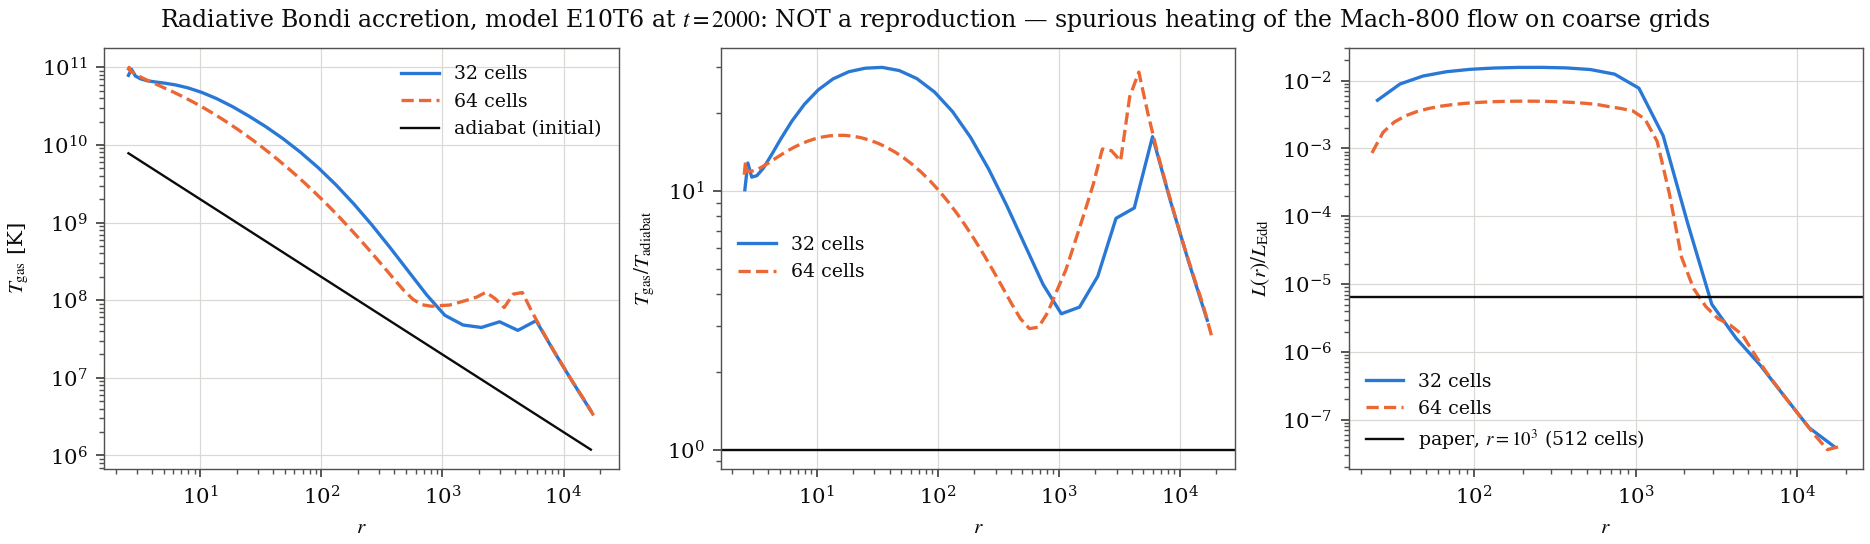 Radiative Bondi accretion, model E10T6 at t = 2000: NOT a reproduction — spurious heating of the Mach-800 flow on coarse grids
T_gas [K]
10^11
10^10
10^9
10^8
10^7
10^6
32 cells
64 cells
adiabat (initial)
10^1
10^2
10^3
10^4
r
T_gas/T_adiabat
10^1
10^0
32 cells
64 cells
10^1
10^2
10^3
10^4
r
L(r)/L_Edd
10^−2
10^−3
10^−4
10^−5
10^−6
10^−7
32 cells
64 cells
paper, r = 10^3 (512 cells)
10^2
10^3
10^4
r